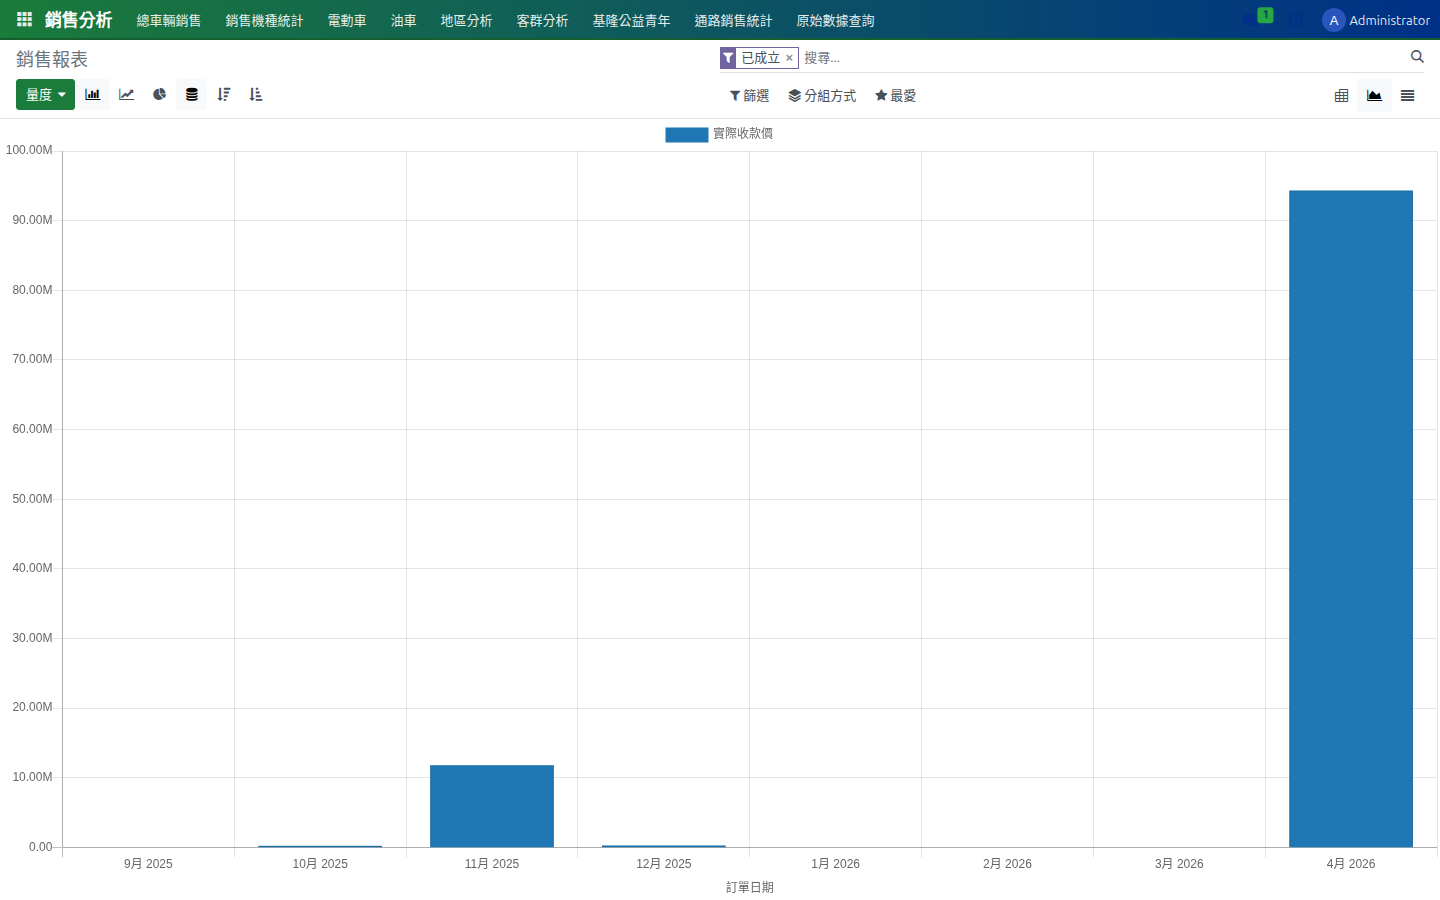 銷售分析 總車輛銷售 銷售機種統計 電動車 油車 地區分析 客群分析 基隆公益青年 通路銷售統計 原始數據查詢 1 A Administrator
銷售報表 已成立 × 搜尋...
量度 篩選 分組方式 最愛
實際收款價
100.00M
90.00M
80.00M
70.00M
60.00M
50.00M
40.00M
30.00M
20.00M
10.00M
0.00
9月 2025 10月 2025 11月 2025 12月 2025 1月 2026 2月 2026 3月 2026 4月 2026
訂單日期